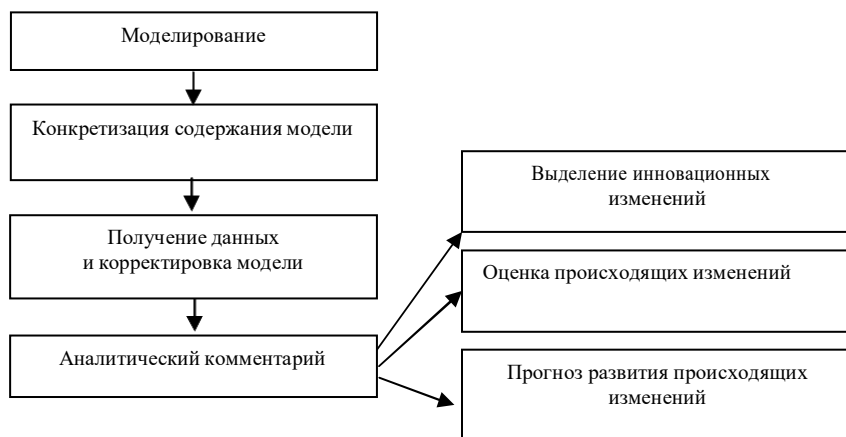 Моделирование
Конкретизация содержания модели
Получение данных
и корректировка модели
Аналитический комментарий
Выделение инновационных
изменений
Оценка происходящих изменений
Прогноз развития происходящих
изменений